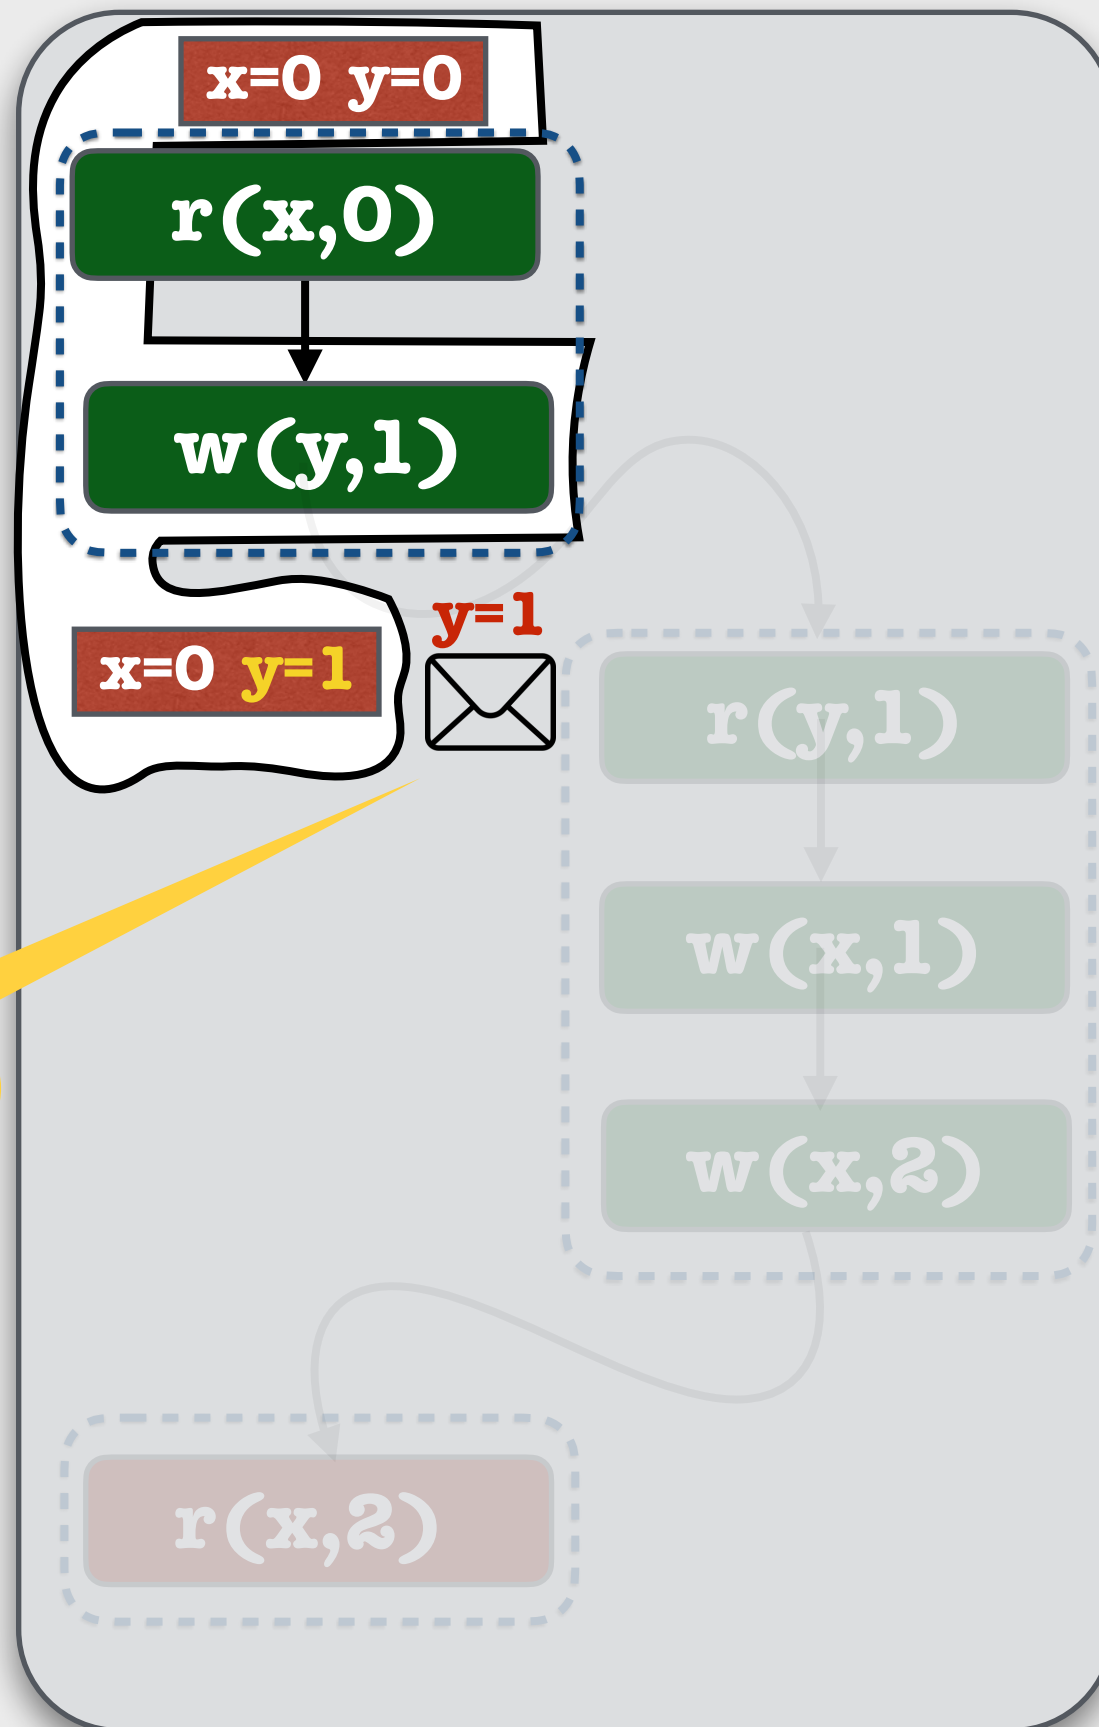 x=0 y=0
r(x,0)
w(y,1)
y=1
x=0 y=1
r(y,1)
w(x,1)
w(x,2)
r(x,2)